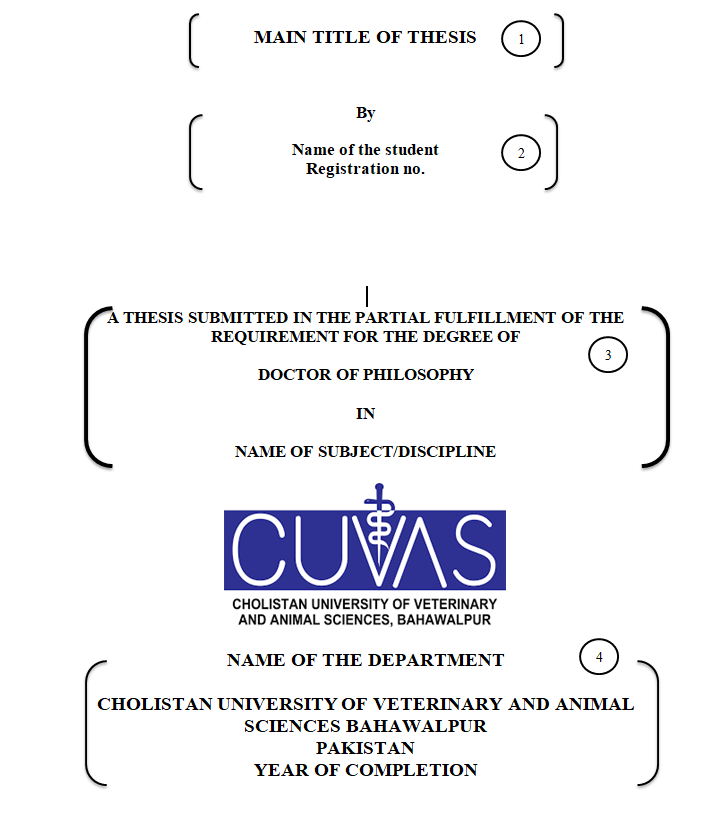 MAIN TITLE OF THESIS 1
By
Name of the student 2
Registration no.
A THESIS SUBMITTED IN THE PARTIAL FULFILLMENT OF THE
REQUIREMENT FOR THE DEGREE OF
3
DOCTOR OF PHILOSOPHY
IN
NAME OF SUBJECT/DISCIPLINE
CUVAS
CHOLISTAN UNIVERSITY OF VETERINARY
AND ANIMAL SCIENCES, BAHAWALPUR
NAME OF THE DEPARTMENT 4
CHOLISTAN UNIVERSITY OF VETERINARY AND ANIMAL
SCIENCES BAHAWALPUR
PAKISTAN
YEAR OF COMPLETION